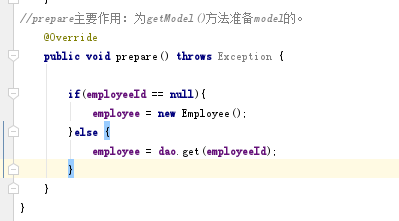 }
//prepare主要作用：为getModel()方法准备model的。
@Override
public void prepare() throws Exception {
if(employeeId == null){
employee = new Employee();
}else {
employee = dao.get(employeeId);
}
}
}